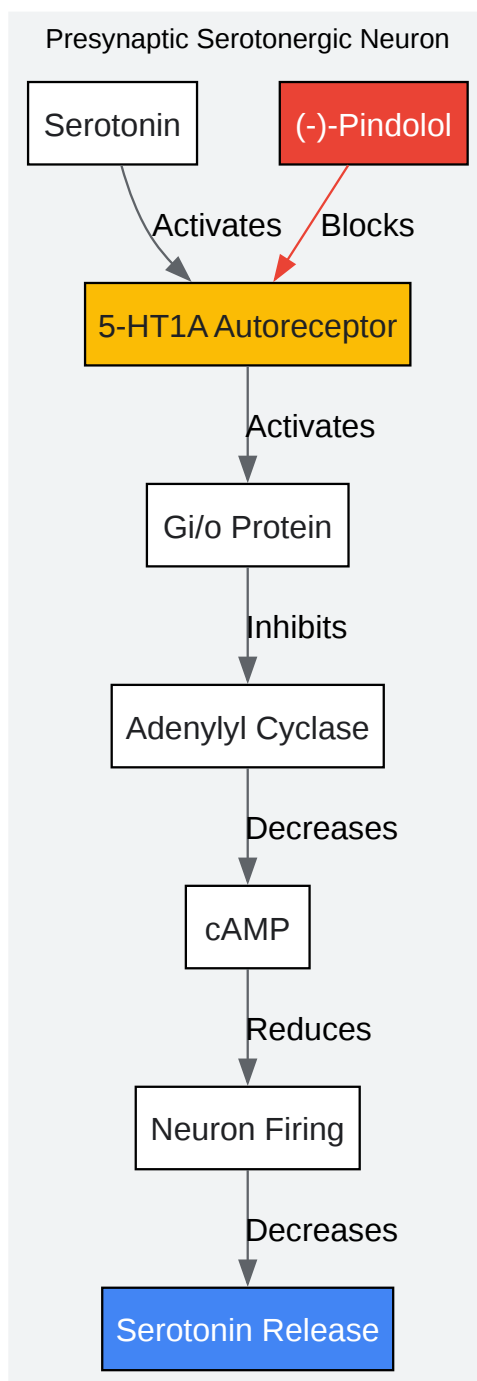 Presynaptic Serotonergic Neuron
Serotonin
(-)-Pindolol
Activates
Blocks
5-HT1A Autoreceptor
Activates
Gi/o Protein
Inhibits
Adenylyl Cyclase
Decreases
cAMP
Reduces
Neuron Firing
Decreases
Serotonin Release